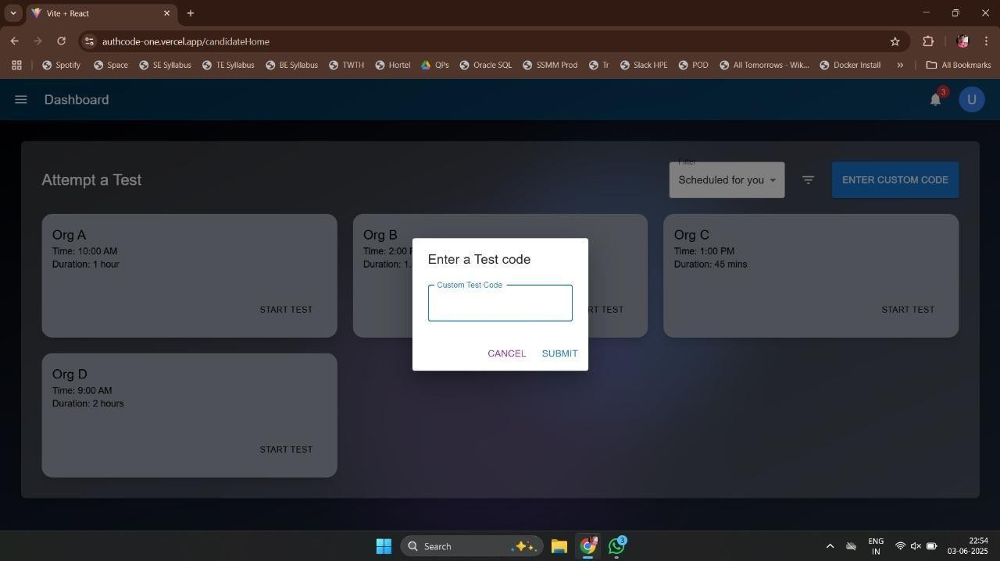 Vite + React
authcode-one.vercel.app/candidateHome
Spotify Space SE Syllabus TE Syllabus BE Syllabus TWTH Hortel QPs Oracle SQL SSMM Prod Tr Slack HPE POD All Tomorrows - Wik... Docker Install » All Bookmarks
Dashboard 3 U
Attempt a Test
Filter
Scheduled for you
ENTER CUSTOM CODE
Org A
Time: 10:00 AM
Duration: 1 hour
START TEST
Org B
Time: 2:00 P
Duration: 1.
RT TEST
Org C
Time: 1:00 PM
Duration: 45 mins
START TEST
Enter a Test code
Custom Test Code
CANCEL SUBMIT
Org D
Time: 9:00 AM
Duration: 2 hours
START TEST
Search
3
ENG
IN
22:54
03-06-2025